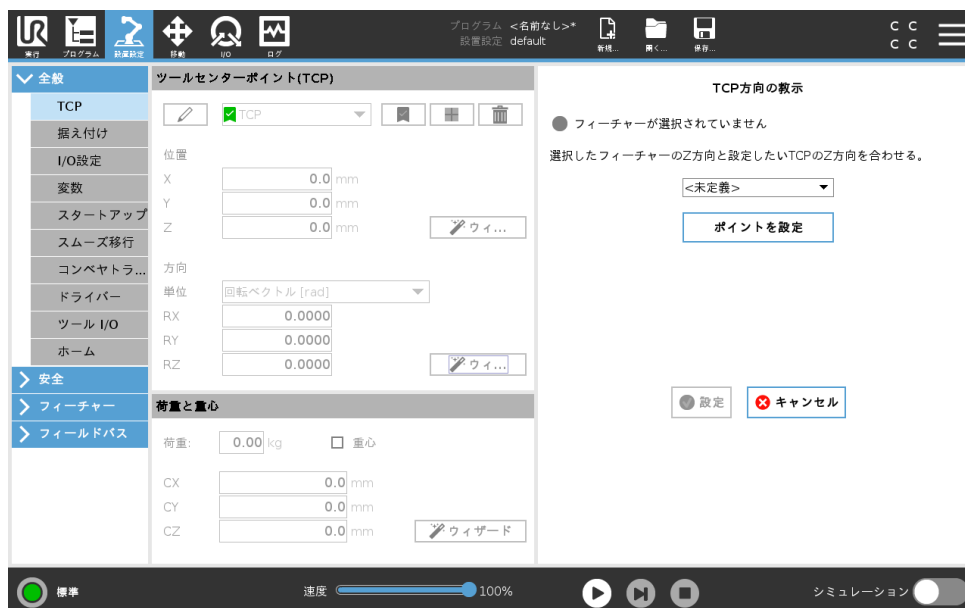 プログラム <名前なし>*
設置設定 default
実行 プログラム 設置設定 移動 I/O ログ
新規... 開く... 保存...
C C
C C
全般
TCP
据え付け
I/O設定
変数
スタートアップ
スムーズ移行
コンベヤトラ...
ドライバー
ツール I/O
ホーム
安全
フィーチャー
フィールドバス
ツールセンターポイント(TCP)
TCP
位置
X 0.0 mm
Y 0.0 mm
Z 0.0 mm ウィ...
方向
単位 回転ベクトル [rad]
RX 0.0000
RY 0.0000
RZ 0.0000 ウィ...
荷重と重心
荷重: 0.00 kg 重心
CX 0.0 mm
CY 0.0 mm
CZ 0.0 mm ウィザード
TCP方向の教示
フィーチャーが選択されていません
選択したフィーチャーのZ方向と設定したいTCPのZ方向を合わせる。
<未定義>
ポイントを設定
設定 キャンセル
標準 速度 100% シミュレーション